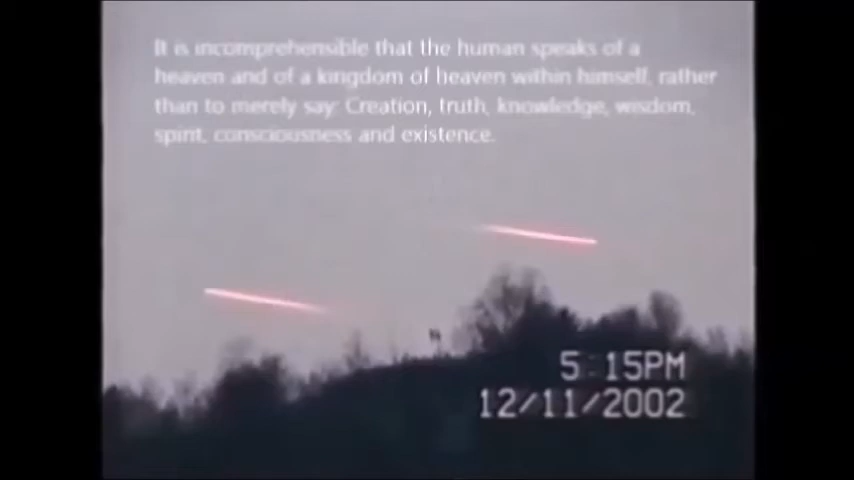 It is incomprehensible that the human speaks of a
heaven and of a kingdom of heaven within himself, rather
than to merely say: Creation, truth, knowledge, wisdom,
spirit, consciousness and existence.
5:15PM
12/11/2002